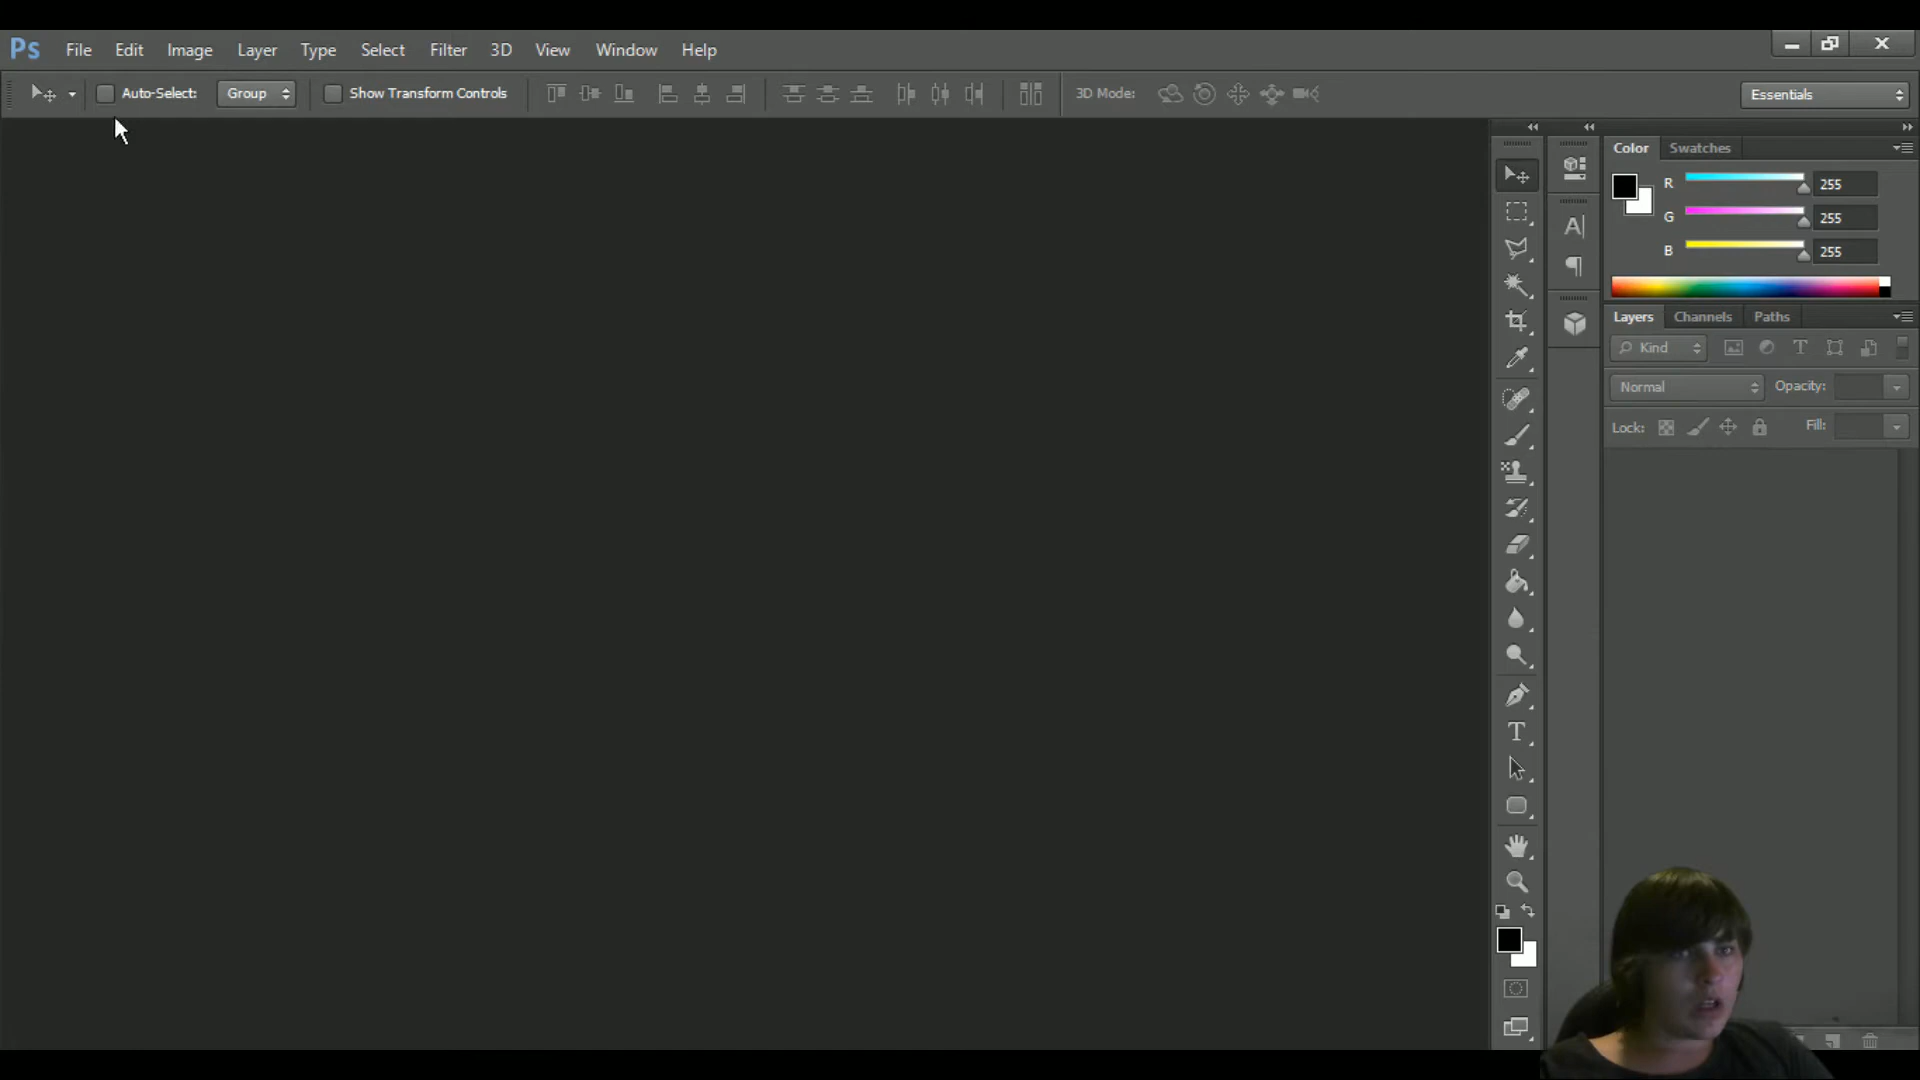 Ps File Edit Image Layer Type Select Filter 3D View Window Help
Auto-Select: Group Show Transform Controls 3D Mode: Essentials
Color Swatches
R 255
G 255
B 255
Layers Channels Paths
Kind T
Normal Opacity:
Lock: Fill:
A
T